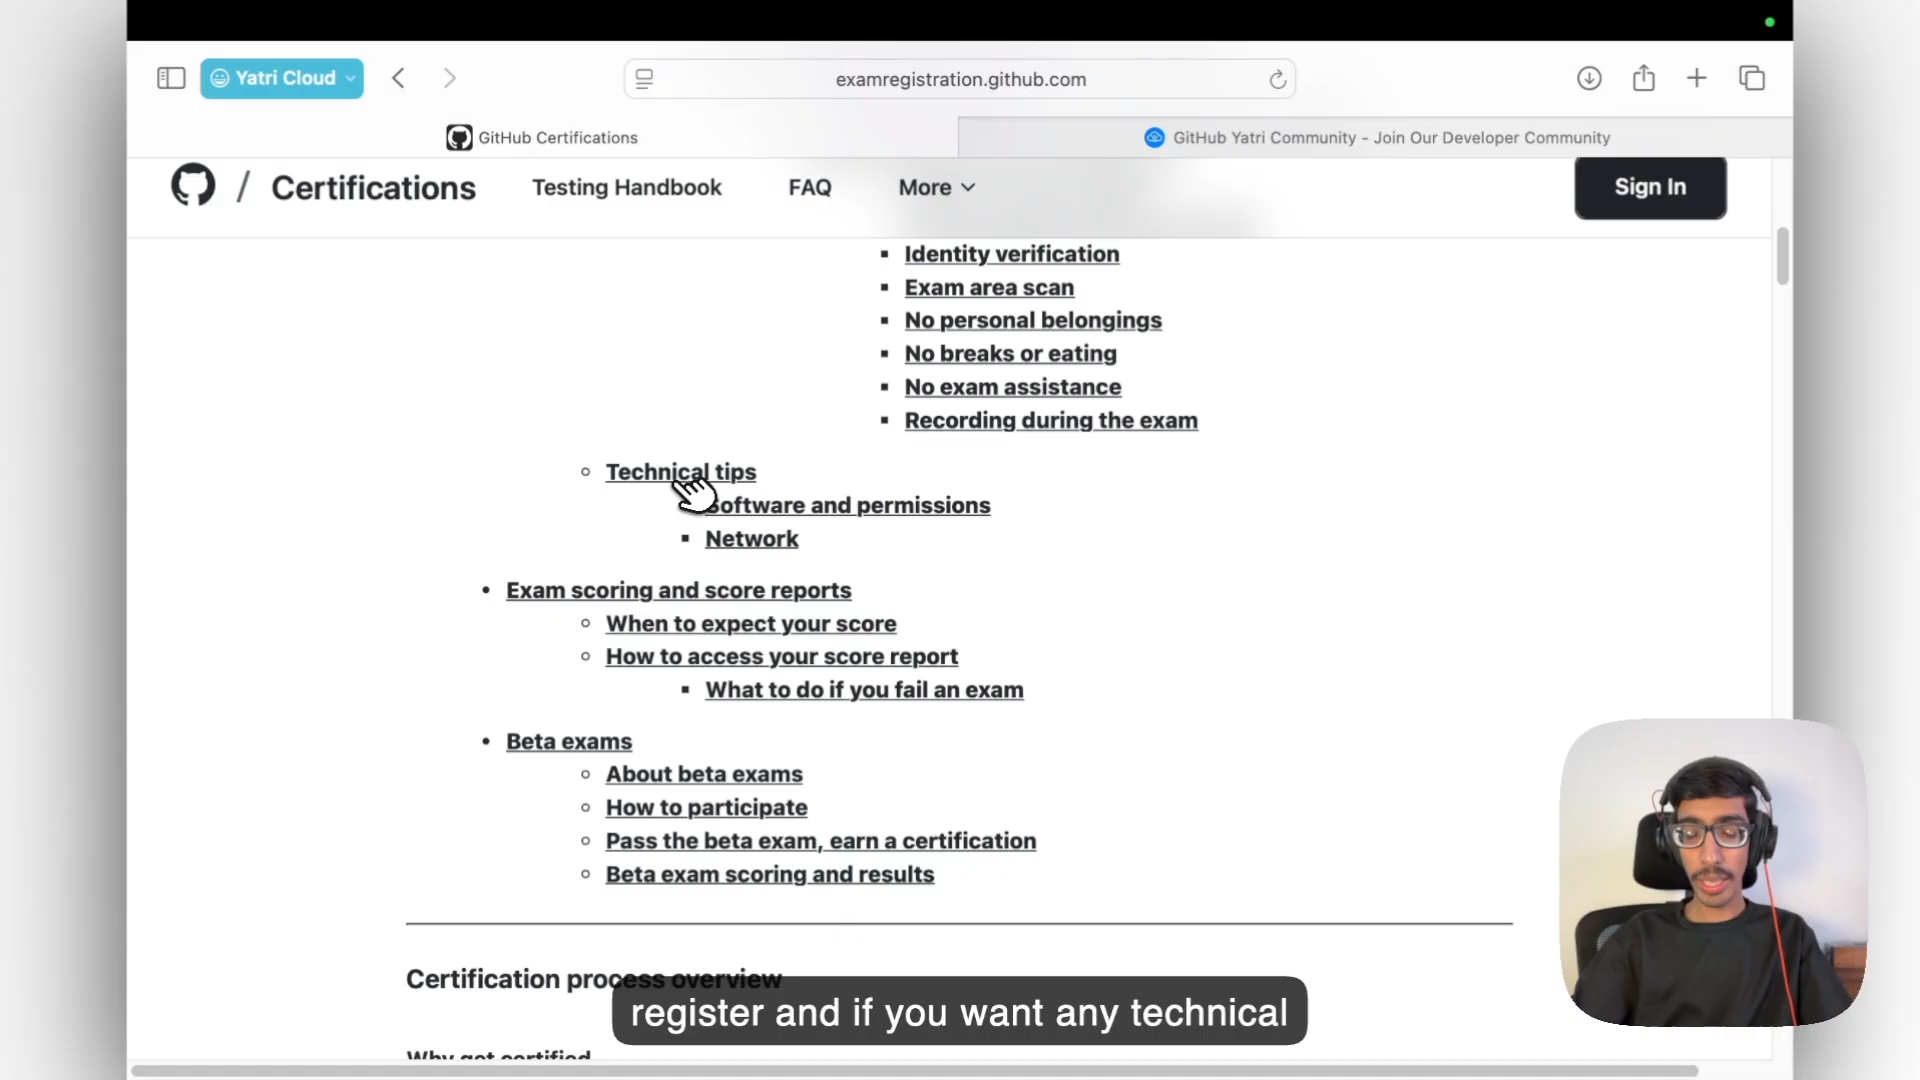 Yatri Cloud
examregistration.github.com
GitHub Certifications
GitHub Yatri Community - Join Our Developer Community
/ Certifications
Testing Handbook
FAQ
More
Sign In
▪ Identity verification
▪ Exam area scan
▪ No personal belongings
▪ No breaks or eating
▪ No exam assistance
▪ Recording during the exam
○ Technical tips
Software and permissions
▪ Network
• Exam scoring and score reports
○ When to expect your score
○ How to access your score report
▪ What to do if you fail an exam
• Beta exams
○ About beta exams
○ How to participate
○ Pass the beta exam, earn a certification
○ Beta exam scoring and results
Certification process overview
register and if you want any technical
Why get certified